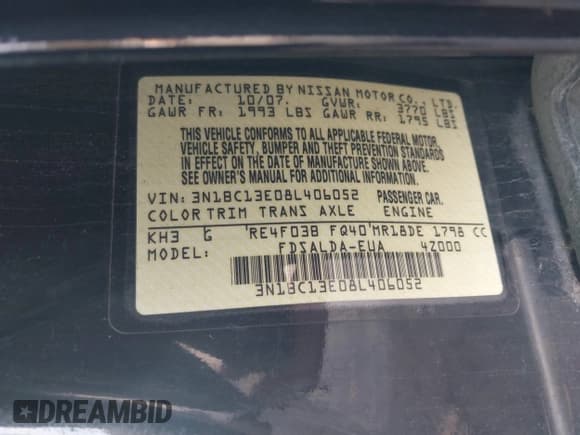 MANUFACTURED BY NISSAN MOTOR CO., LTD.
DATE: 10/07. GVWR: 3770 LBS
GAWR FR: 1993 LBS GAWR RR: 1795 LBS
THIS VEHICLE CONFORMS TO ALL APPLICABLE FEDERAL MOTOR
VEHICLE SAFETY, BUMPER AND THEFT PREVENTION STANDARDS
IN EFFECT ON THE DATE OF MANUFACTURE SHOWN ABOVE.
SEE OWNER'S MANUAL FOR ADDITIONAL INFORMATION.
VIN: 3N1BC13E08L406052 PASSENGER CAR.
COLOR TRIM TRANS AXLE ENGINE
KH3 G RE4F03B FQ40 MR18DE 1798 CC
MODEL: FDSALDA-EUA 4Z000
3N1BC13E08L406052
DREAMBID